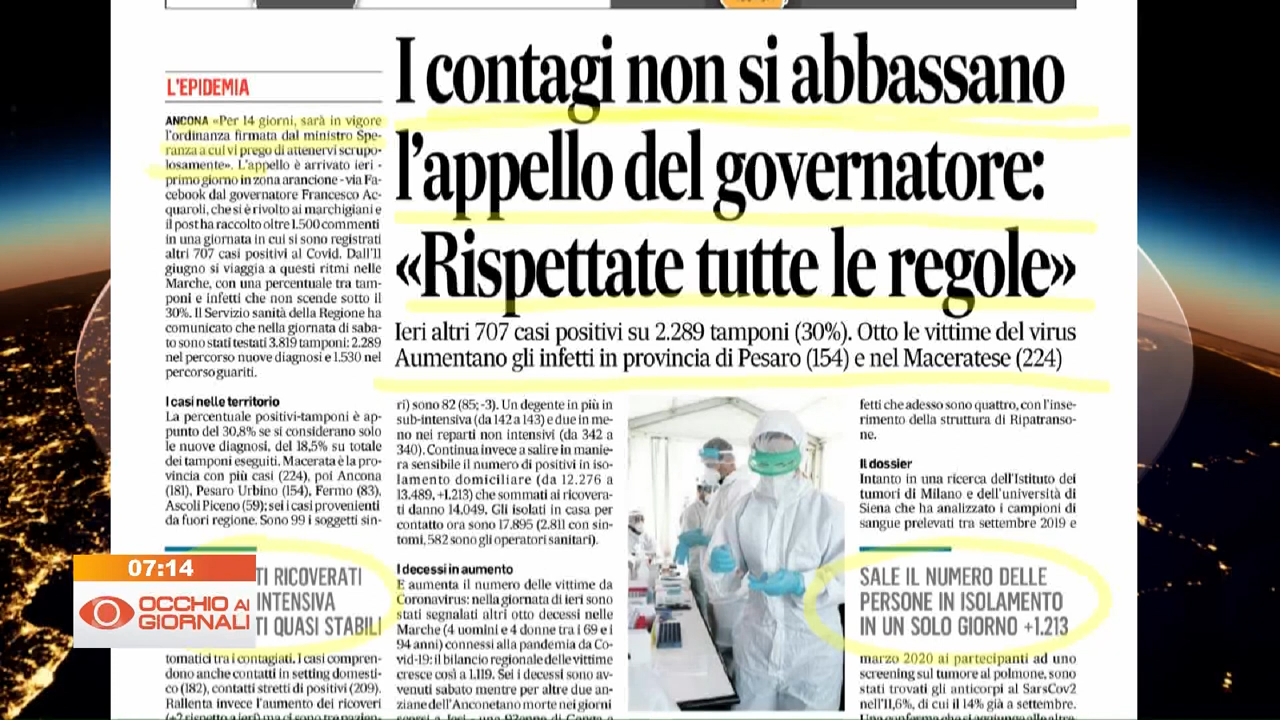 I contagi non si abbassano
l'appello del governatore:
«Rispettate tutte le regole»
Ieri altri 707 casi positivi su 2.289 tamponi (30%). Otto le vittime del virus
Aumentano gli infetti in provincia di Pesaro (154) e nel Maceratese (224)
L'EPIDEMIA
ANCONA «Per 14 giorni, sarà in vigore
l'ordinanza firmata dal ministro Spe-
ranza a cui vi prego di attenervi scrupo-
losamente». L'appello è arrivato ieri -
primo giorno in zona arancione - via Fa-
cebook dal governatore Francesco Ac-
quaroli, che si è rivolto ai marchigiani e
il post ha raccolto oltre 1.500 commenti
in una giornata in cui si sono registrati
altri 707 casi positivi al Covid. Dall'11
giugno si viaggia a questi ritmi nelle
Marche, con una percentuale tra tam-
poni e infetti che non scende sotto il
30%. Il Servizio sanità della Regione ha
comunicato che nella giornata di saba-
to sono stati testati 3.819 tamponi: 2.289
nel percorso nuove diagnosi e 1.530 nel
percorso guariti.
I casi nelle territorio
La percentuale positivi-tamponi è ap-
punto del 30,8% se si considerano solo
le nuove diagnosi, del 18,5% su totale
dei tamponi eseguiti. Macerata è la pro-
vincia con più casi (224), poi Ancona
(181), Pesaro Urbino (154), Fermo (83),
Ascoli Piceno (59); sei i casi provenienti
da fuori regione. Sono 99 i soggetti sin-
TI RICOVERATI
INTENSIVA
TI QUASI STABILI
tomatici tra i contagiati. I casi compren-
dono anche contatti in setting domesti-
co (182), contatti stretti di positivi (209).
Rallenta invece l'aumento dei ricoveri
ri) sono 82 (85; -3). Un degente in più in
sub-intensiva (da 142 a 143) e due in me-
no nei reparti non intensivi (da 342 a
340). Continua invece a salire in manie-
ra sensibile il numero di positivi in iso-
lamento domiciliare (da 12.276 a
13.489, +1.213) che sommati ai ricovera-
ti danno 14.049. Gli isolati in casa per
contatto ora sono 17.895 (2.811 con sin-
tomi, 582 sono gli operatori sanitari).
I decessi in aumento
E aumenta il numero delle vittime da
Coronavirus: nella giornata di ieri sono
stati segnalati altri otto decessi nelle
Marche (4 uomini e 4 donne tra i 69 e i
94 anni) connessi alla pandemia da Co-
vid-19: il bilancio regionale delle vittime
cresce così a 1.119. Sei i decessi sono av-
venuti sabato mentre per altre due an-
ziane dell'Anconetano morte nei giorni
fetti che adesso sono quattro, con l'inse-
rimento della struttura di Ripatranso-
ne.
Il dossier
Intanto in una ricerca dell'Istituto dei
tumori di Milano e dell'università di
Siena che ha analizzato i campioni di
sangue prelevati tra settembre 2019 e
SALE IL NUMERO DELLE
PERSONE IN ISOLAMENTO
IN UN SOLO GIORNO +1.213
marzo 2020 ai partecipanti ad uno
screening sul tumore al polmone, sono
stati trovati gli anticorpi al SarsCov2
nell'11,6%, di cui il 14% già a settembre.
07:14
OCCHIO AI
GIORNALI